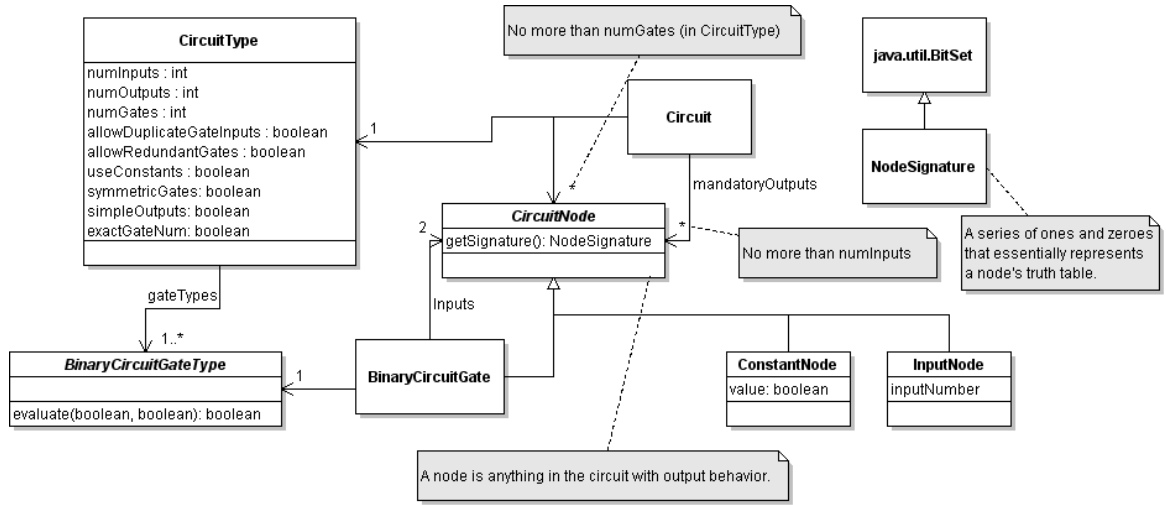 CircuitType
numInputs : int
numOutputs : int
numGates : int
allowDuplicateGateInputs : boolean
allowRedundantGates : boolean
useConstants : boolean
symmetricGates: boolean
simpleOutputs: boolean
exactGateNum: boolean
No more than numGates (in CircuitType)
java.util.BitSet
Circuit
1
NodeSignature
mandatoryOutputs
*
CircuitNode
getSignature(): NodeSignature
2
*
No more than numInputs
A series of ones and zeroes
that essentially represents
a node's truth table.
gateTypes
1..*
Inputs
BinaryCircuitGateType
evaluate(boolean, boolean): boolean
1
BinaryCircuitGate
ConstantNode
value: boolean
InputNode
inputNumber
A node is anything in the circuit with output behavior.